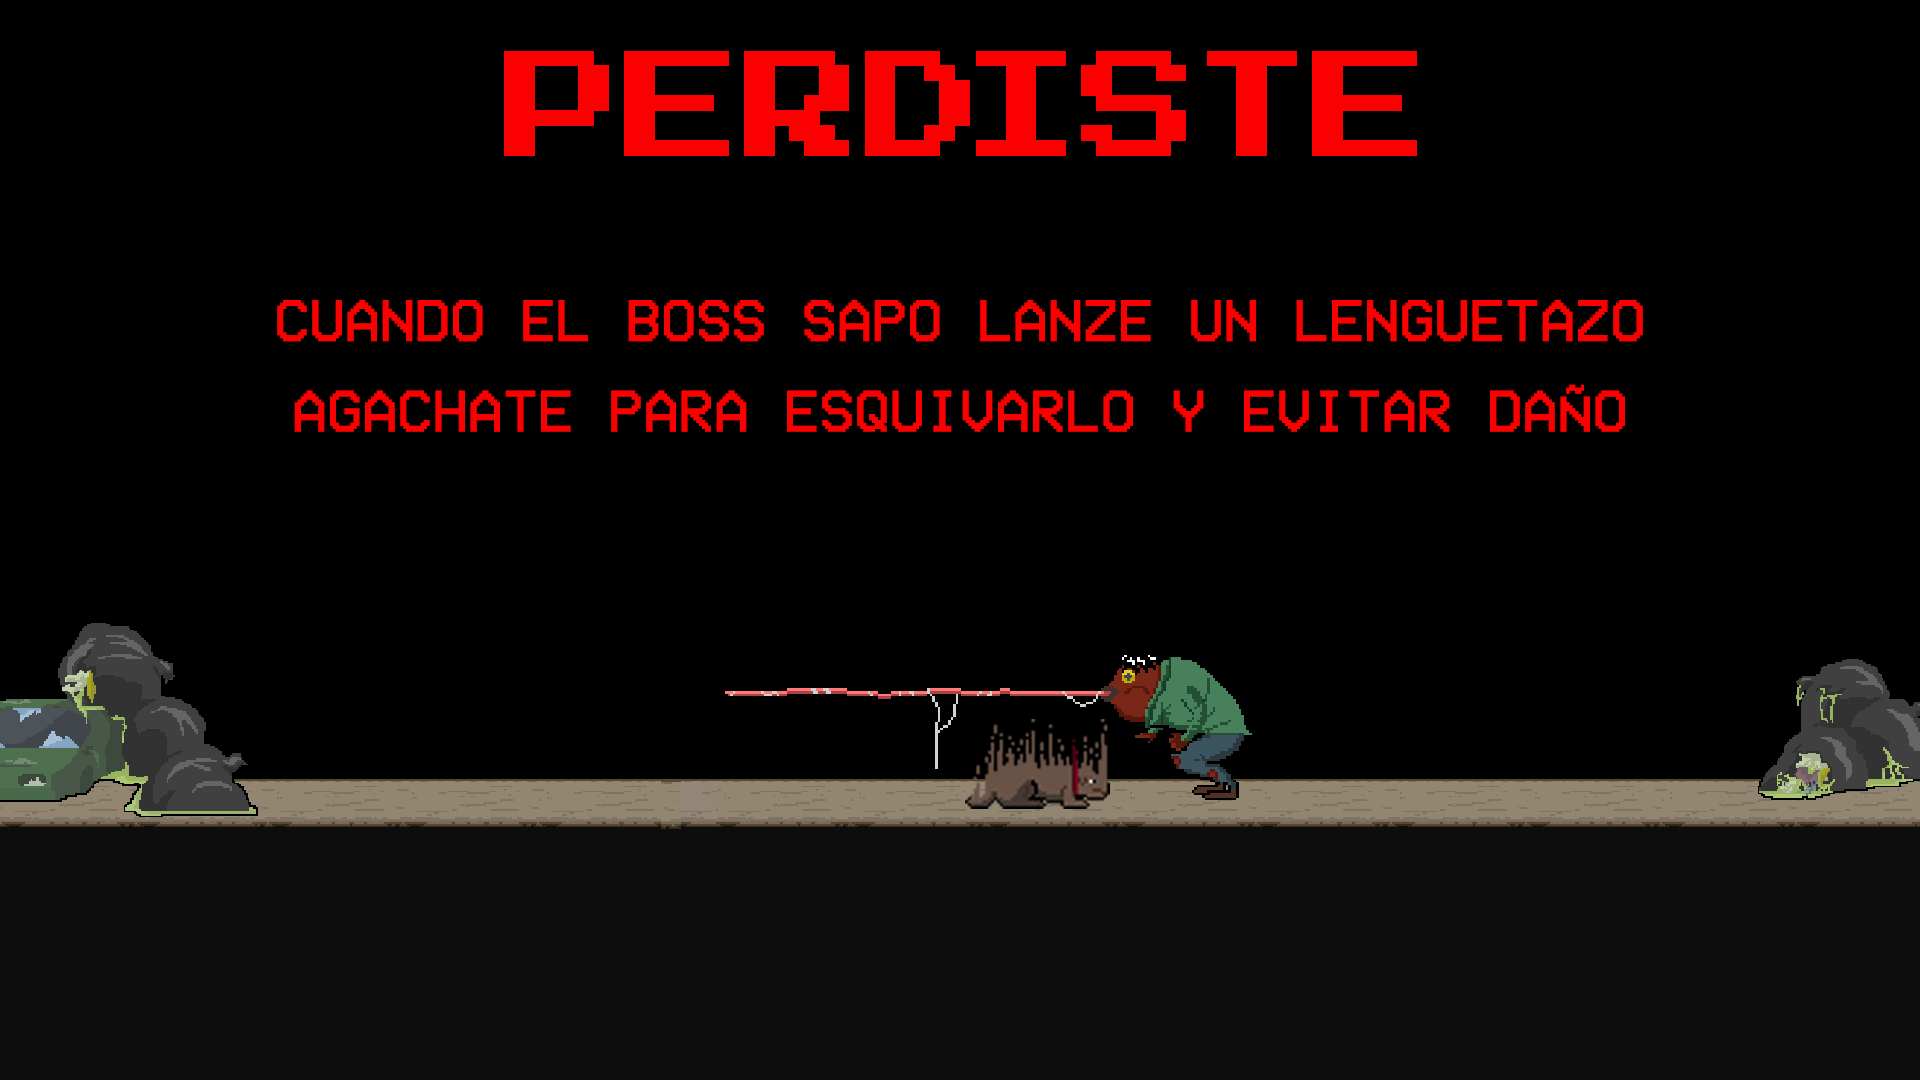 PERDISTE
CUANDO EL BOSS SAPO LANZE UN LENGUETAZO
AGACHATE PARA ESQUIVARLO Y EVITAR DAÑO